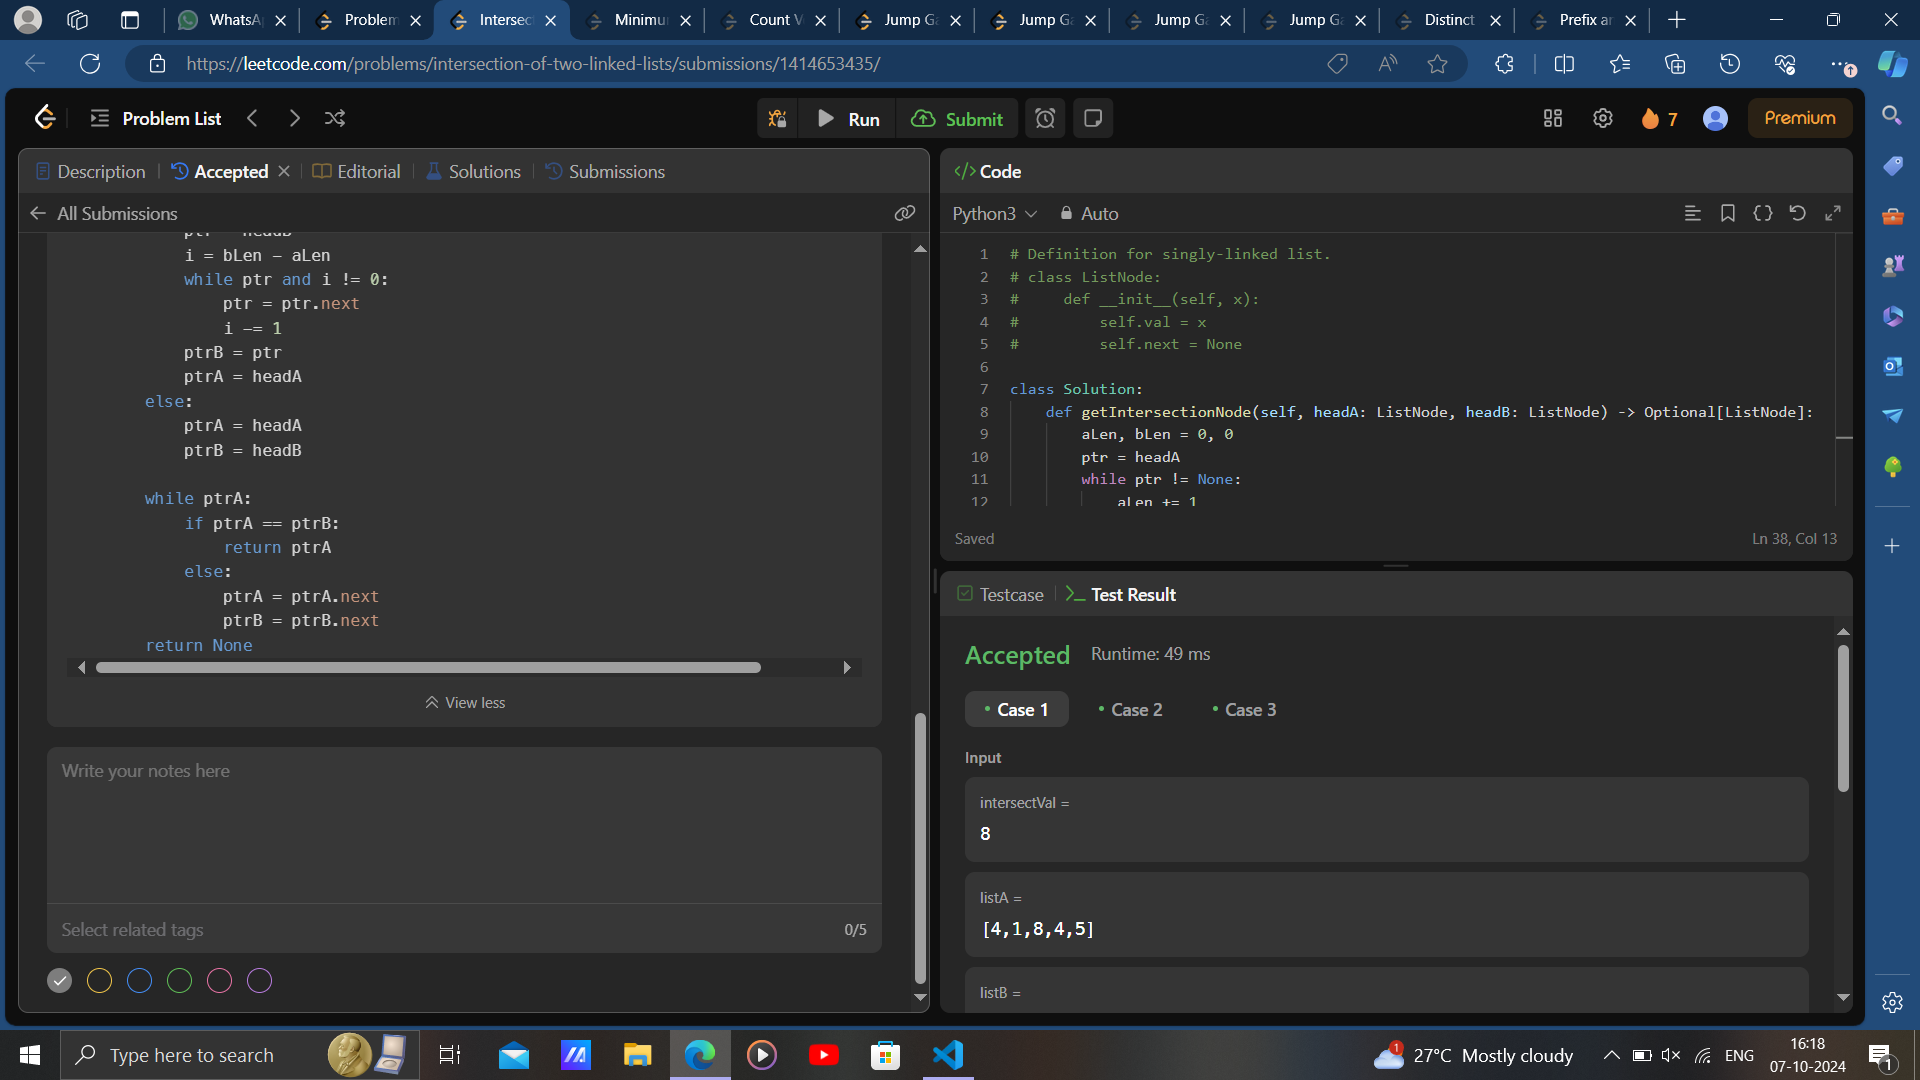 WhatsA
Problem
Intersec
Minimu
Count V
Jump Ga
Jump Ga
Jump Ga
Jump Ga
Distinct
Prefix ar
https://leetcode.com/problems/intersection-of-two-linked-lists/submissions/1414653435/
Problem List
Run
Submit
7
Premium
Description
Accepted
Editorial
Solutions
Submissions
All Submissions
i = bLen - aLen
while ptr and i != 0:
ptr = ptr.next
i -= 1
ptrB = ptr
ptrA = headA
else:
ptrA = headA
ptrB = headB
while ptrA:
if ptrA == ptrB:
return ptrA
else:
ptrA = ptrA.next
ptrB = ptrB.next
return None
View less
Write your notes here
Select related tags
0/5
</> Code
Python3
Auto
1 # Definition for singly-linked list.
2 # class ListNode:
3 #     def __init__(self, x):
4 #         self.val = x
5 #         self.next = None
6
7 class Solution:
8     def getIntersectionNode(self, headA: ListNode, headB: ListNode) -> Optional[ListNode]:
9         aLen, bLen = 0, 0
10         ptr = headA
11         while ptr != None:
12             aLen += 1
Saved
Ln 38, Col 13
Testcase
Test Result
Accepted
Runtime: 49 ms
Case 1
Case 2
Case 3
Input
intersectVal =
8
listA =
[4,1,8,4,5]
listB =
Type here to search
1
27°C Mostly cloudy
ENG
16:18
07-10-2024
1